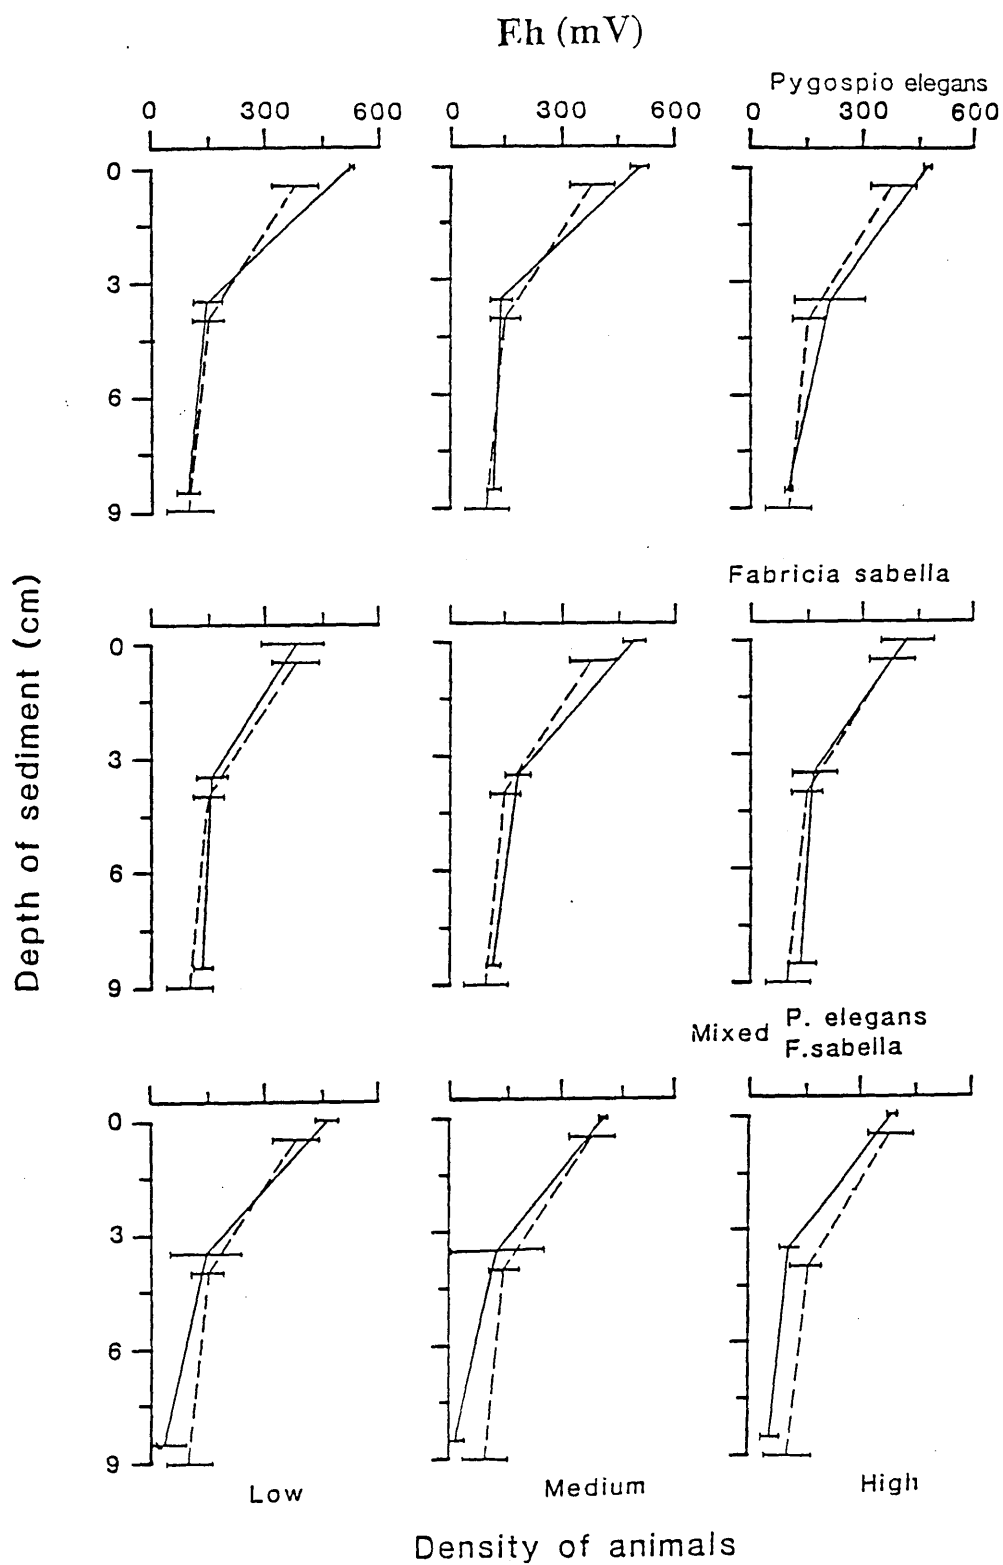 Eh (mV)
Pygospio elegans
0 300 600 0 300 600 0 300 600
0
3
6
9
Fabricia sabella
0
3
6
9
Mixed P. elegans
F.sabella
0
3
6
9
Low Medium High
Depth of sediment (cm)
Density of animals